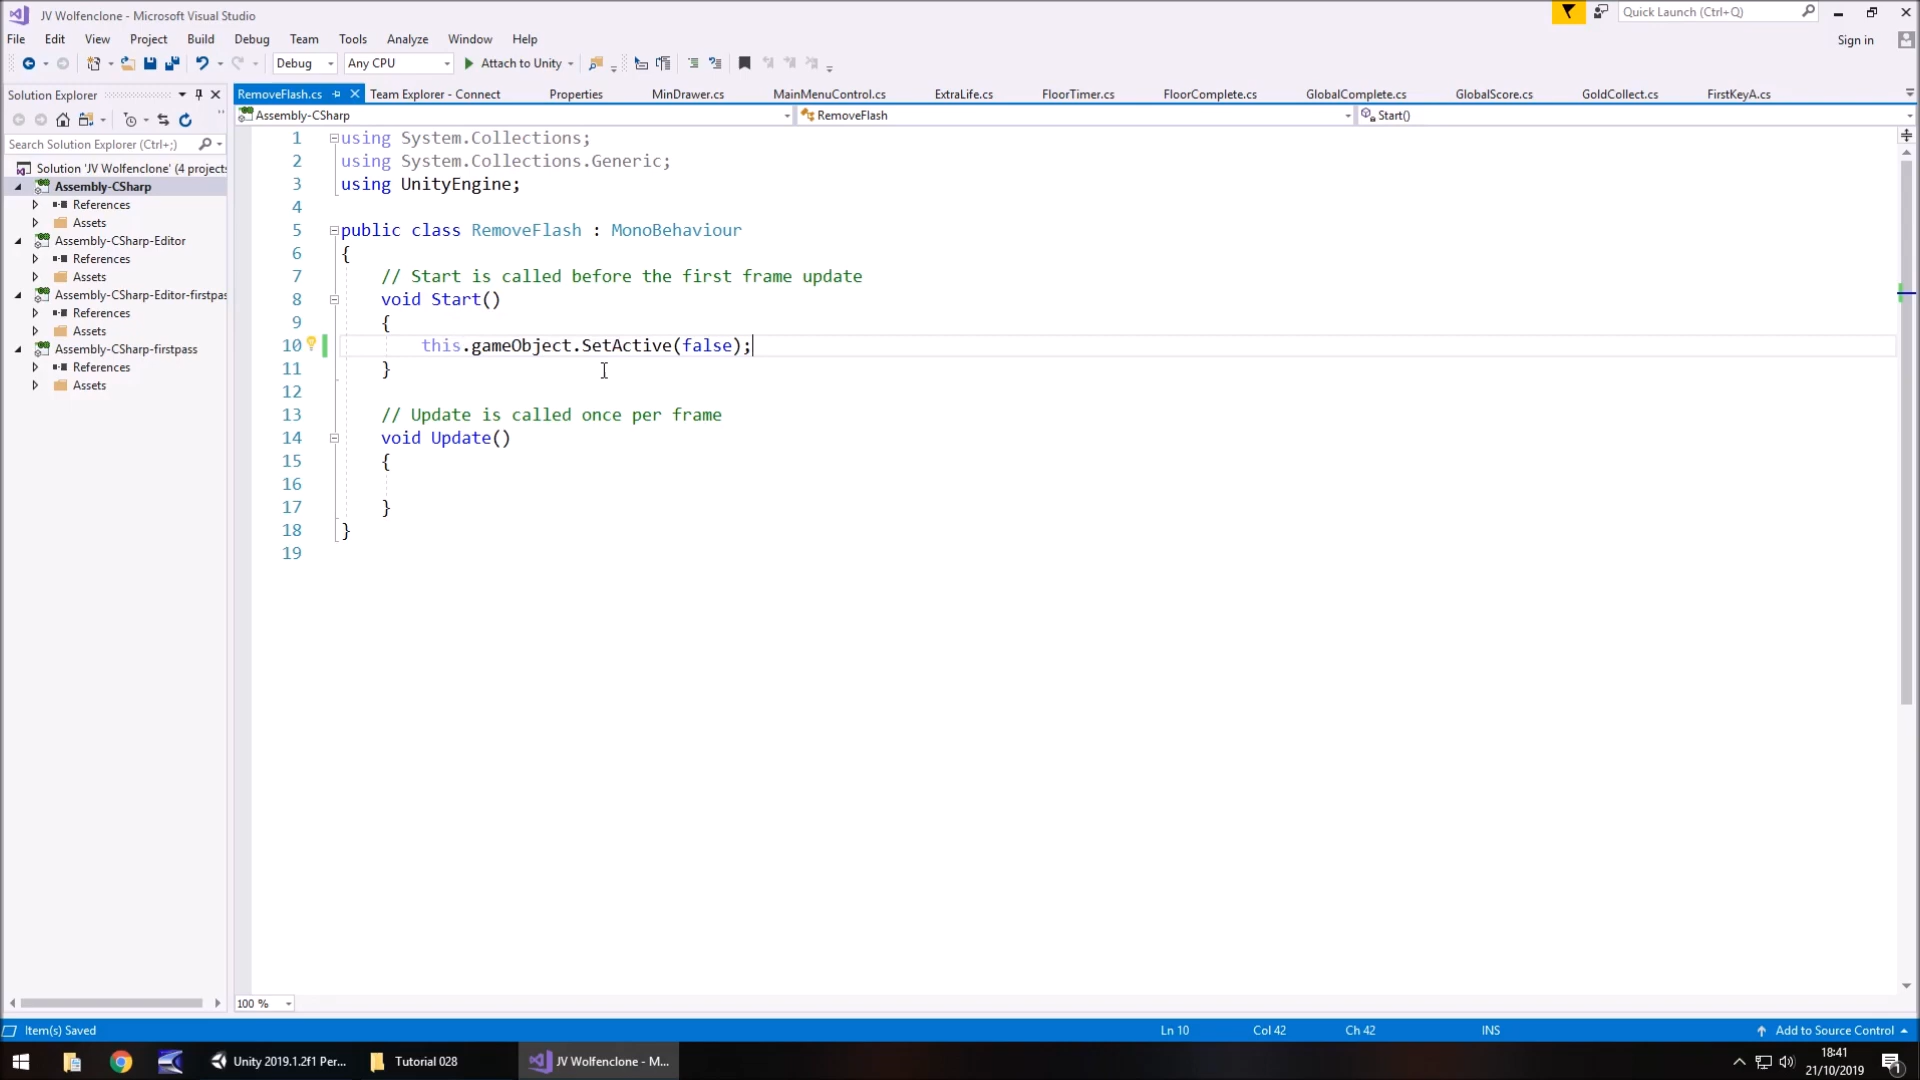 JV Wolfenclone - Microsoft Visual Studio
Quick Launch (Ctrl+Q)
File Edit View Project Build Debug Team Tools Analyze Window Help
Sign in
Debug Any CPU Attach to Unity
Solution Explorer
RemoveFlash.cs Team Explorer - Connect Properties MinDrawer.cs MainMenuControl.cs ExtraLife.cs FloorTimer.cs FloorComplete.cs GlobalComplete.cs GlobalScore.cs GoldCollect.cs FirstKeyA.cs
Assembly-CSharp RemoveFlash Start()
Search Solution Explorer (Ctrl+;)
Solution 'JV Wolfenclone' (4 projects
Assembly-CSharp
References
Assets
Assembly-CSharp-Editor
References
Assets
Assembly-CSharp-Editor-firstpas
References
Assets
Assembly-CSharp-firstpass
References
Assets
1 using System.Collections;
2 using System.Collections.Generic;
3 using UnityEngine;
4
5 public class RemoveFlash : MonoBehaviour
6 {
7 // Start is called before the first frame update
8 void Start()
9 {
10 this.gameObject.SetActive(false);
11 }
12
13 // Update is called once per frame
14 void Update()
15 {
16
17 }
18 }
19
100 %
Item(s) Saved Ln 10 Col 42 Ch 42 INS Add to Source Control
Unity 2019.1.2f1 Per... Tutorial 028 JV Wolfenclone - M...
18:41
21/10/2019
1